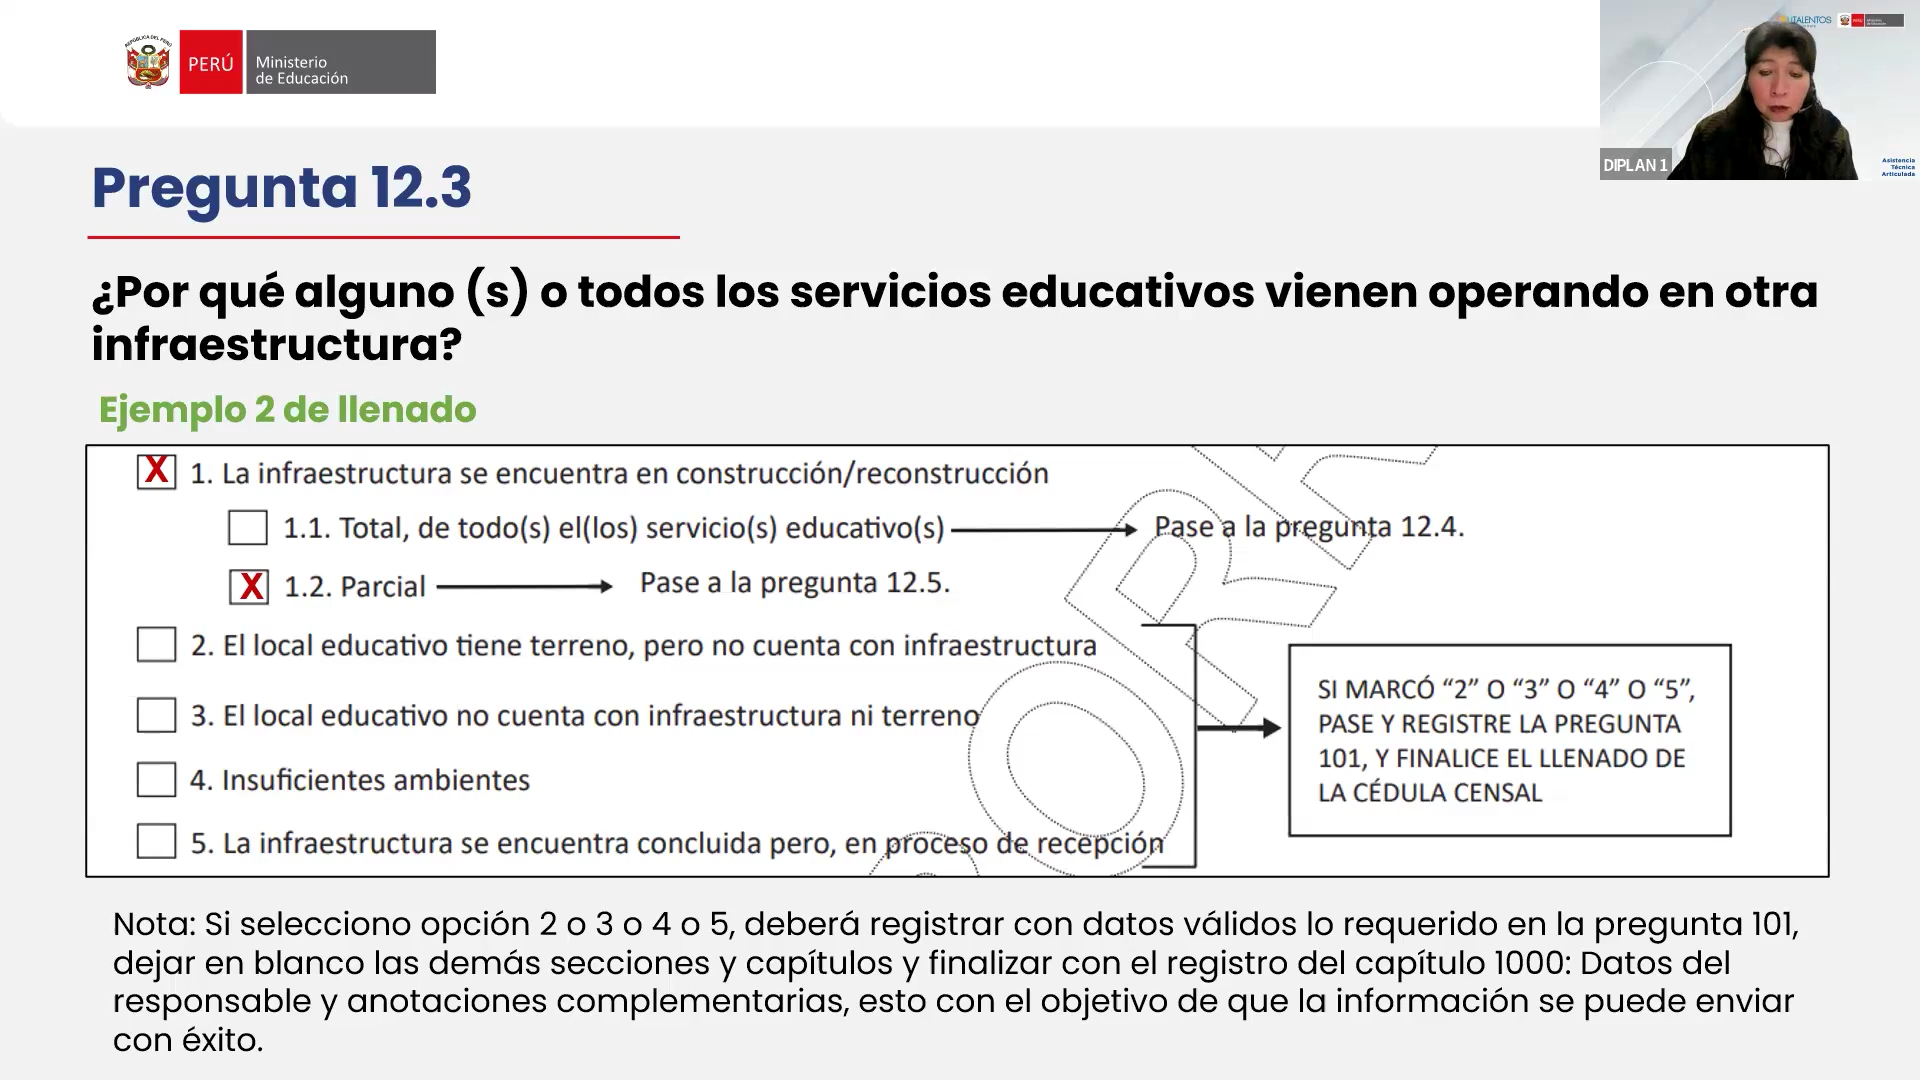 REPÚBLICA DEL PERÚ
PERÚ
Ministerio
de Educación
UTALENTOS
DIPLAN 1
Asistencia
Técnica
Articulada
Pregunta 12.3
¿Por qué alguno (s) o todos los servicios educativos vienen operando en otra
infraestructura?
Ejemplo 2 de llenado
X 1. La infraestructura se encuentra en construcción/reconstrucción
1.1. Total, de todo(s) el(los) servicio(s) educativo(s) Pase a la pregunta 12.4.
X 1.2. Parcial Pase a la pregunta 12.5.
2. El local educativo tiene terreno, pero no cuenta con infraestructura
3. El local educativo no cuenta con infraestructura ni terreno
4. Insuficientes ambientes
5. La infraestructura se encuentra concluida pero, en proceso de recepción
SI MARCÓ “2” O “3” O “4” O “5”,
PASE Y REGISTRE LA PREGUNTA
101, Y FINALICE EL LLENADO DE
LA CÉDULA CENSAL
Nota: Si selecciono opción 2 o 3 o 4 o 5, deberá registrar con datos válidos lo requerido en la pregunta 101,
dejar en blanco las demás secciones y capítulos y finalizar con el registro del capítulo 1000: Datos del
responsable y anotaciones complementarias, esto con el objetivo de que la información se puede enviar
con éxito.